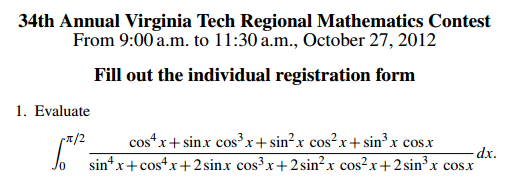 34th Annual Virginia Tech Regional Mathematics Contest
From 9:00 a.m. to 11:30 a.m., October 27, 2012
Fill out the individual registration form
1. Evaluate
∫₀^{π/2} \frac{cos⁴x + sin x cos³x + sin²x cos²x + sin³x cos x}{sin⁴x + cos⁴x + 2 sin x cos³x + 2 sin²x cos²x + 2 sin³x cos x} dx.